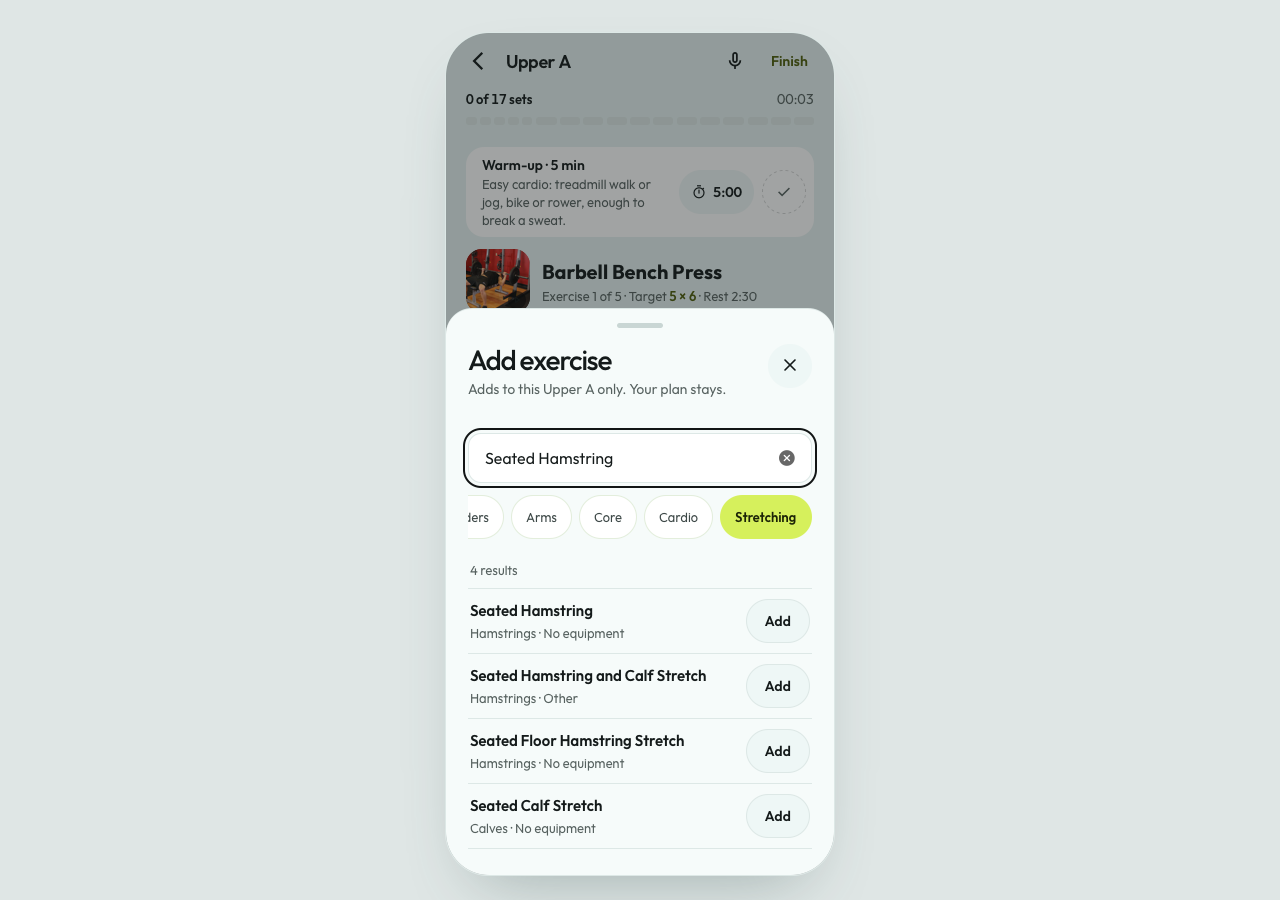 Upper A
Finish
0 of 17 sets
00:03
Warm-up · 5 min
Easy cardio: treadmill walk or
jog, bike or rower, enough to
break a sweat.
5:00
Barbell Bench Press
Exercise 1 of 5 · Target 5 × 6 · Rest 2:30
Add exercise
Adds to this Upper A only. Your plan stays.
Seated Hamstring
ders
Arms
Core
Cardio
Stretching
4 results
Seated Hamstring
Hamstrings · No equipment
Add
Seated Hamstring and Calf Stretch
Hamstrings · Other
Add
Seated Floor Hamstring Stretch
Hamstrings · No equipment
Add
Seated Calf Stretch
Calves · No equipment
Add